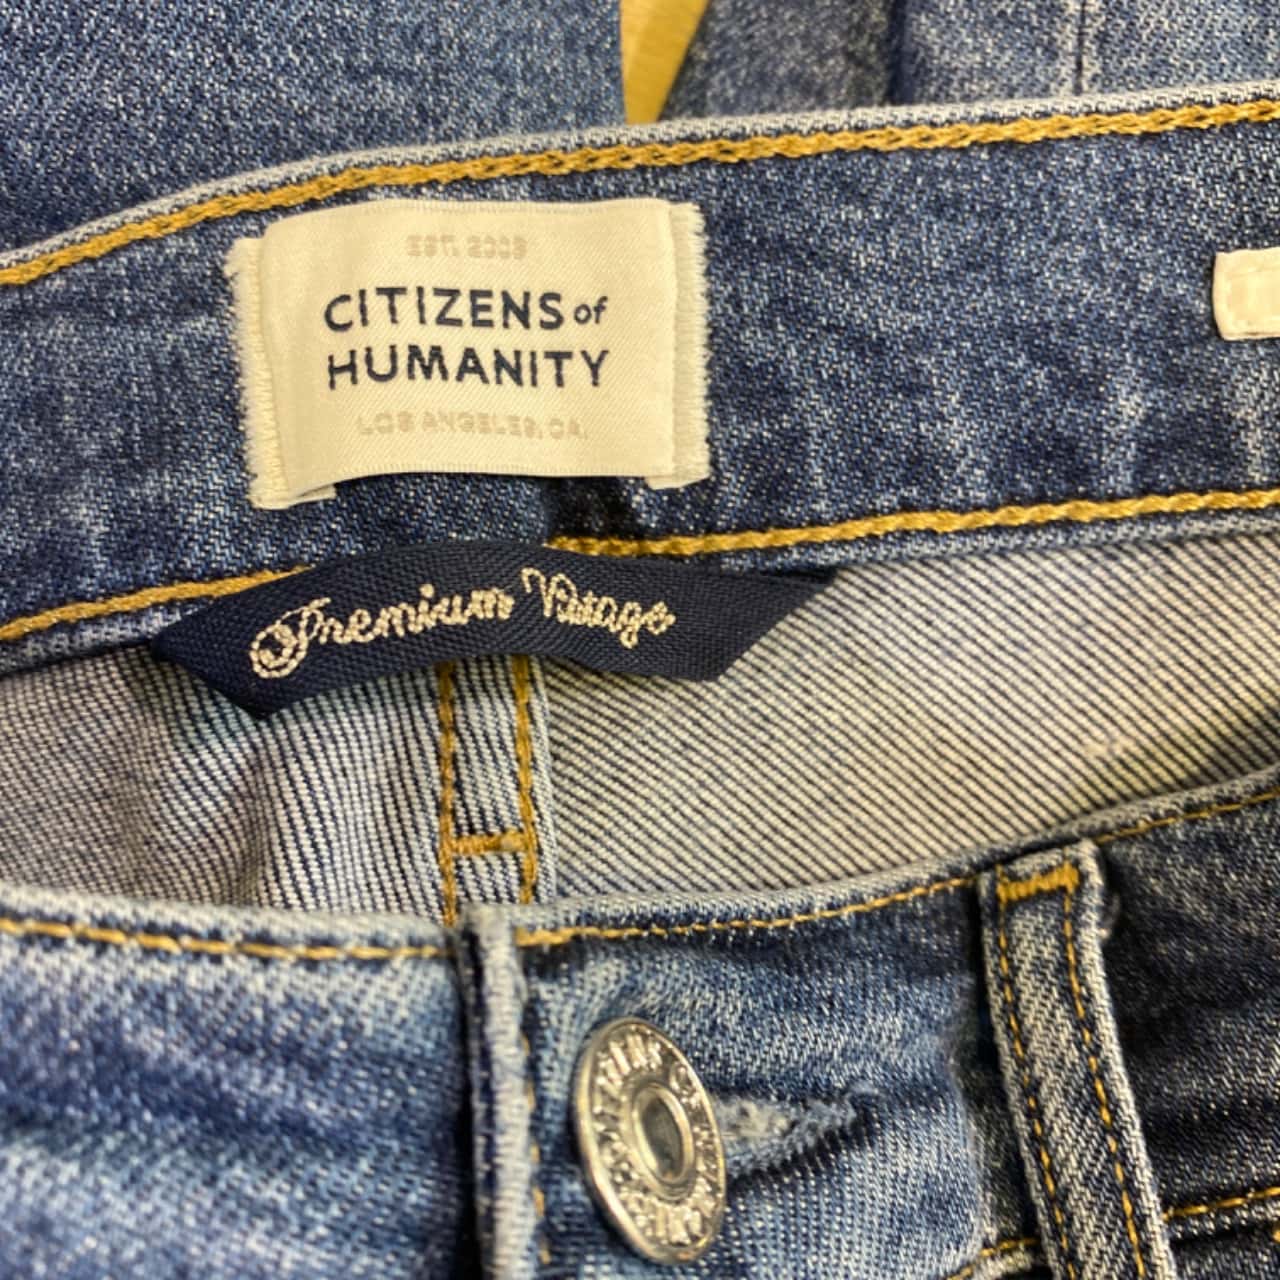 EST. 2003
CITIZENS of
HUMANITY
LOS ANGELES, CA.
Premium Vintage